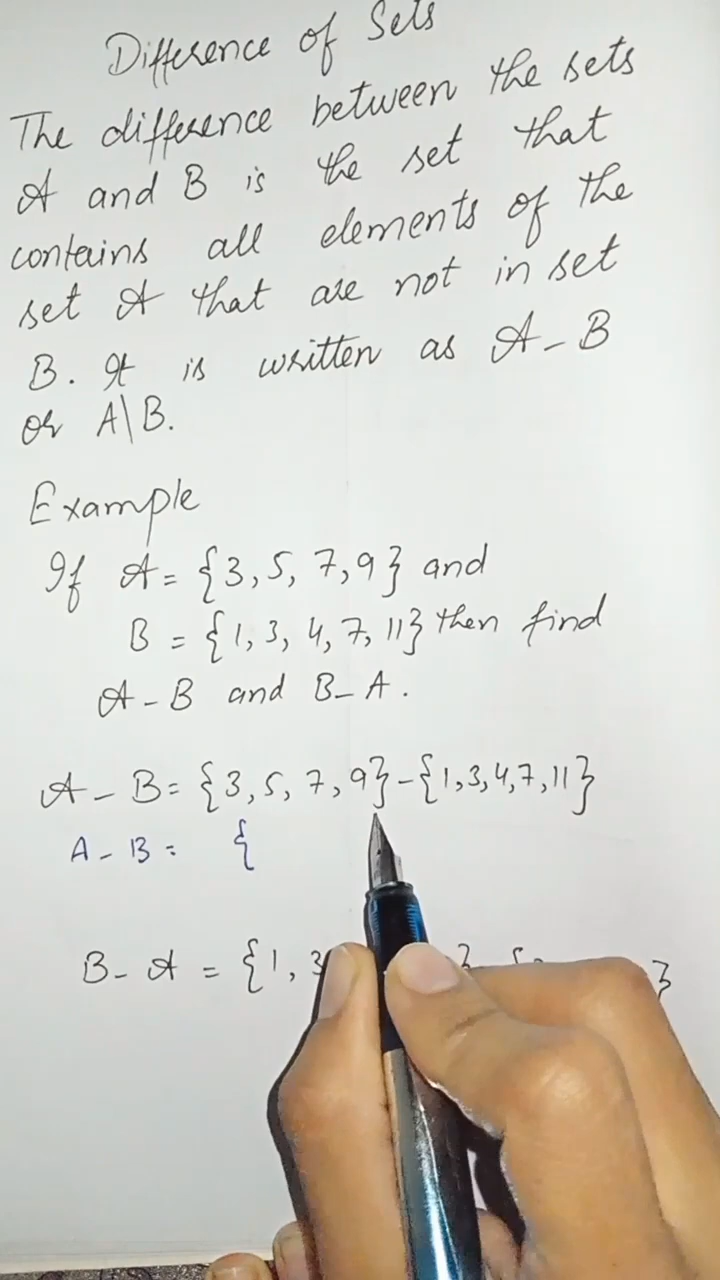 Difference of Sets
The difference between the sets
A and B is the set that
contains all elements of the
set A that are not in set
B. It is written as A - B
or A\B.
Example
If A = {3, 5, 7, 9} and
B = {1, 3, 4, 7, 11} then find
A - B and B - A.
A - B = {3, 5, 7, 9} - {1, 3, 4, 7, 11}
A - B = {
B - A = {1, 3